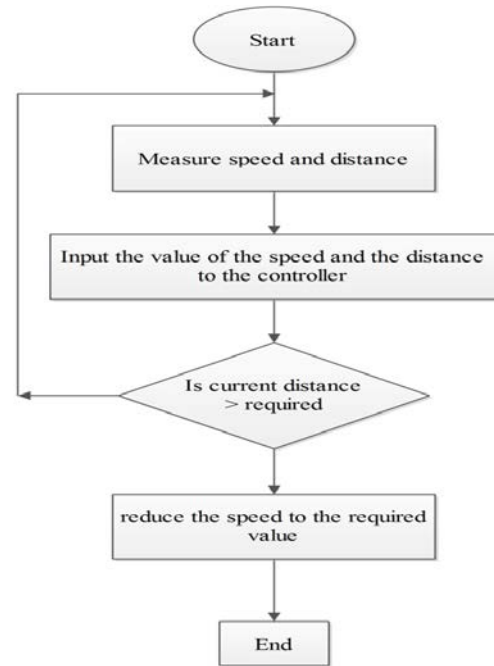 Start
Measure speed and distance
Input the value of the speed and the distance
to the controller
Is current distance
> required
reduce the speed to the required
value
End